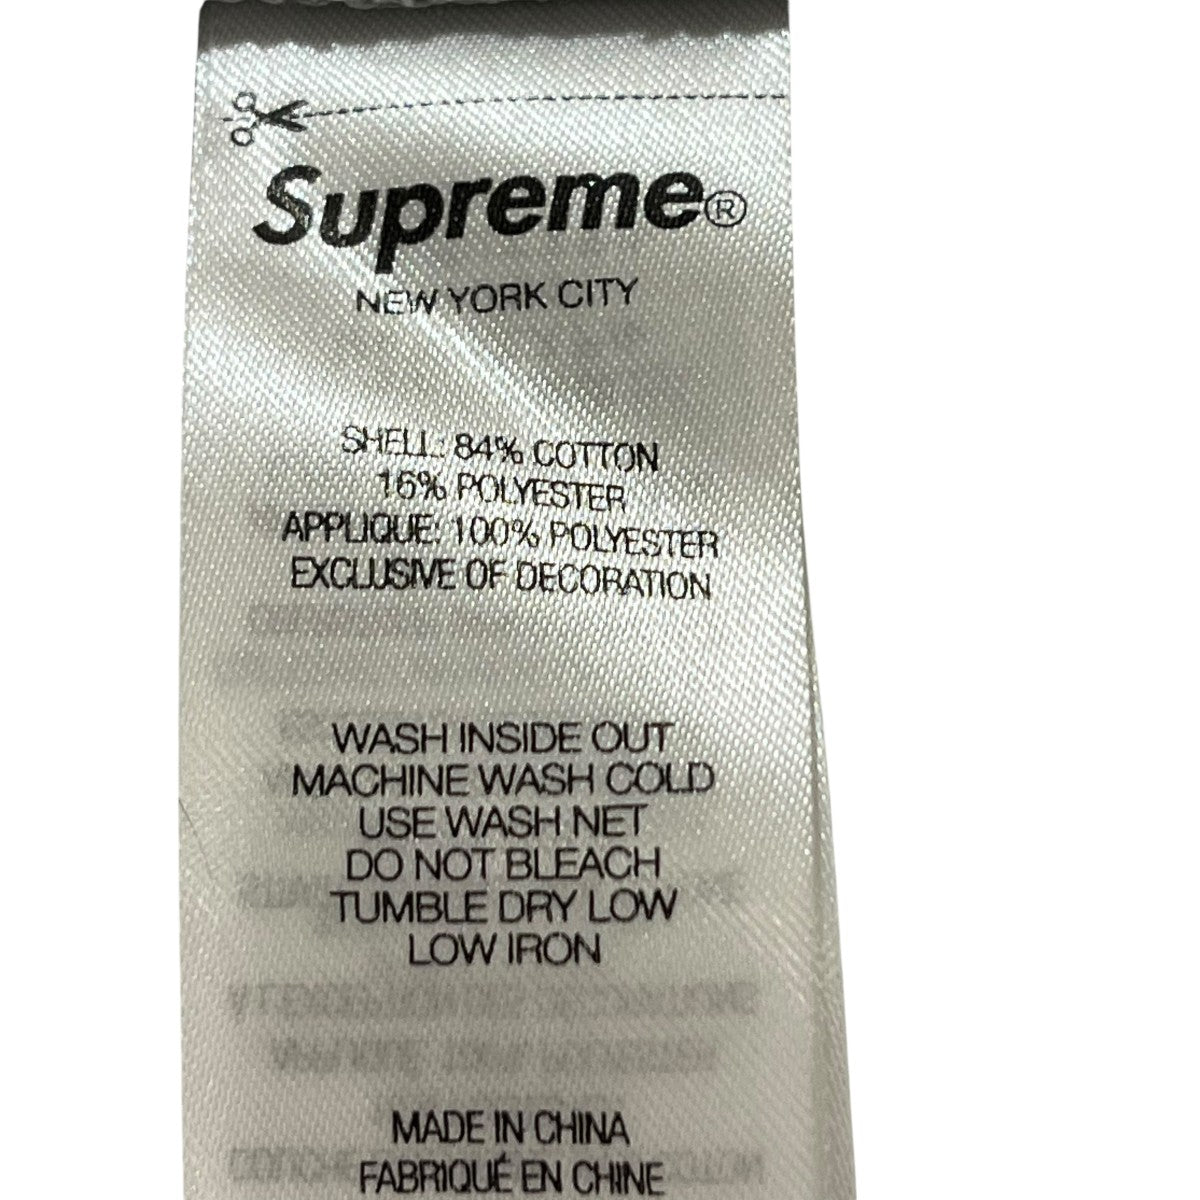 Supreme®
NEW YORK CITY
SHELL: 84% COTTON
16% POLYESTER
APPLIQUE: 100% POLYESTER
EXCLUSIVE OF DECORATION
WASH INSIDE OUT
MACHINE WASH COLD
USE WASH NET
DO NOT BLEACH
TUMBLE DRY LOW
LOW IRON
MADE IN CHINA
FABRIQUÉ EN CHINE